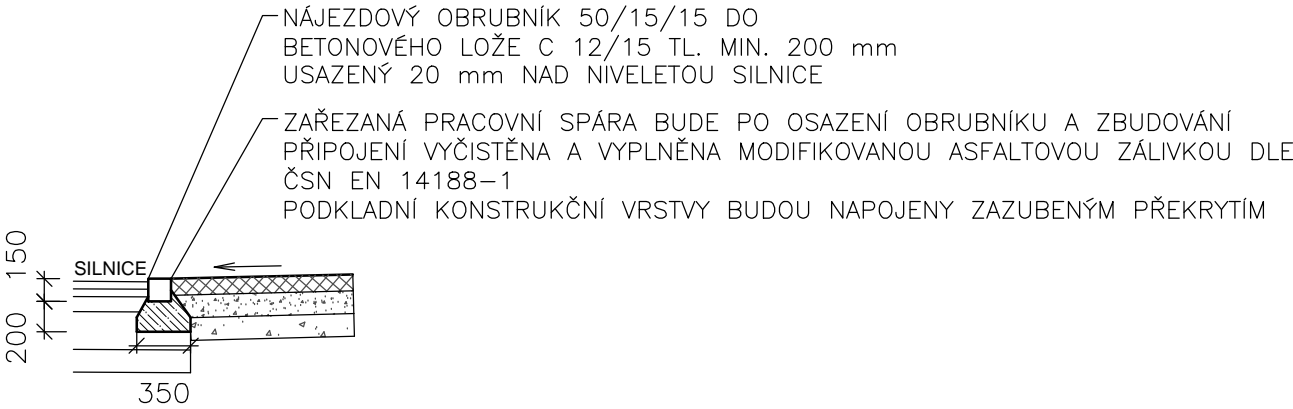 NÁJEZDOVÝ OBRUBNÍK 50/15/15 DO
BETONOVÉHO LOŽE C 12/15 TL. MIN. 200 mm
USAZENÝ 20 mm NAD NIVELETOU SILNICE
ZAŘEZANÁ PRACOVNÍ SPÁRA BUDE PO OSAZENÍ OBRUBNÍKU A ZBUDOVÁNÍ
PŘIPOJENÍ VYČISTĚNA A VYPLNĚNA MODIFIKOVANOU ASFALTOVOU ZÁLIVKOU DLE
ČSN EN 14188-1
PODKLADNÍ KONSTRUKČNÍ VRSTVY BUDOU NAPOJENY ZAZUBENÝM PŘEKRYTÍM
150
SILNICE
200
350